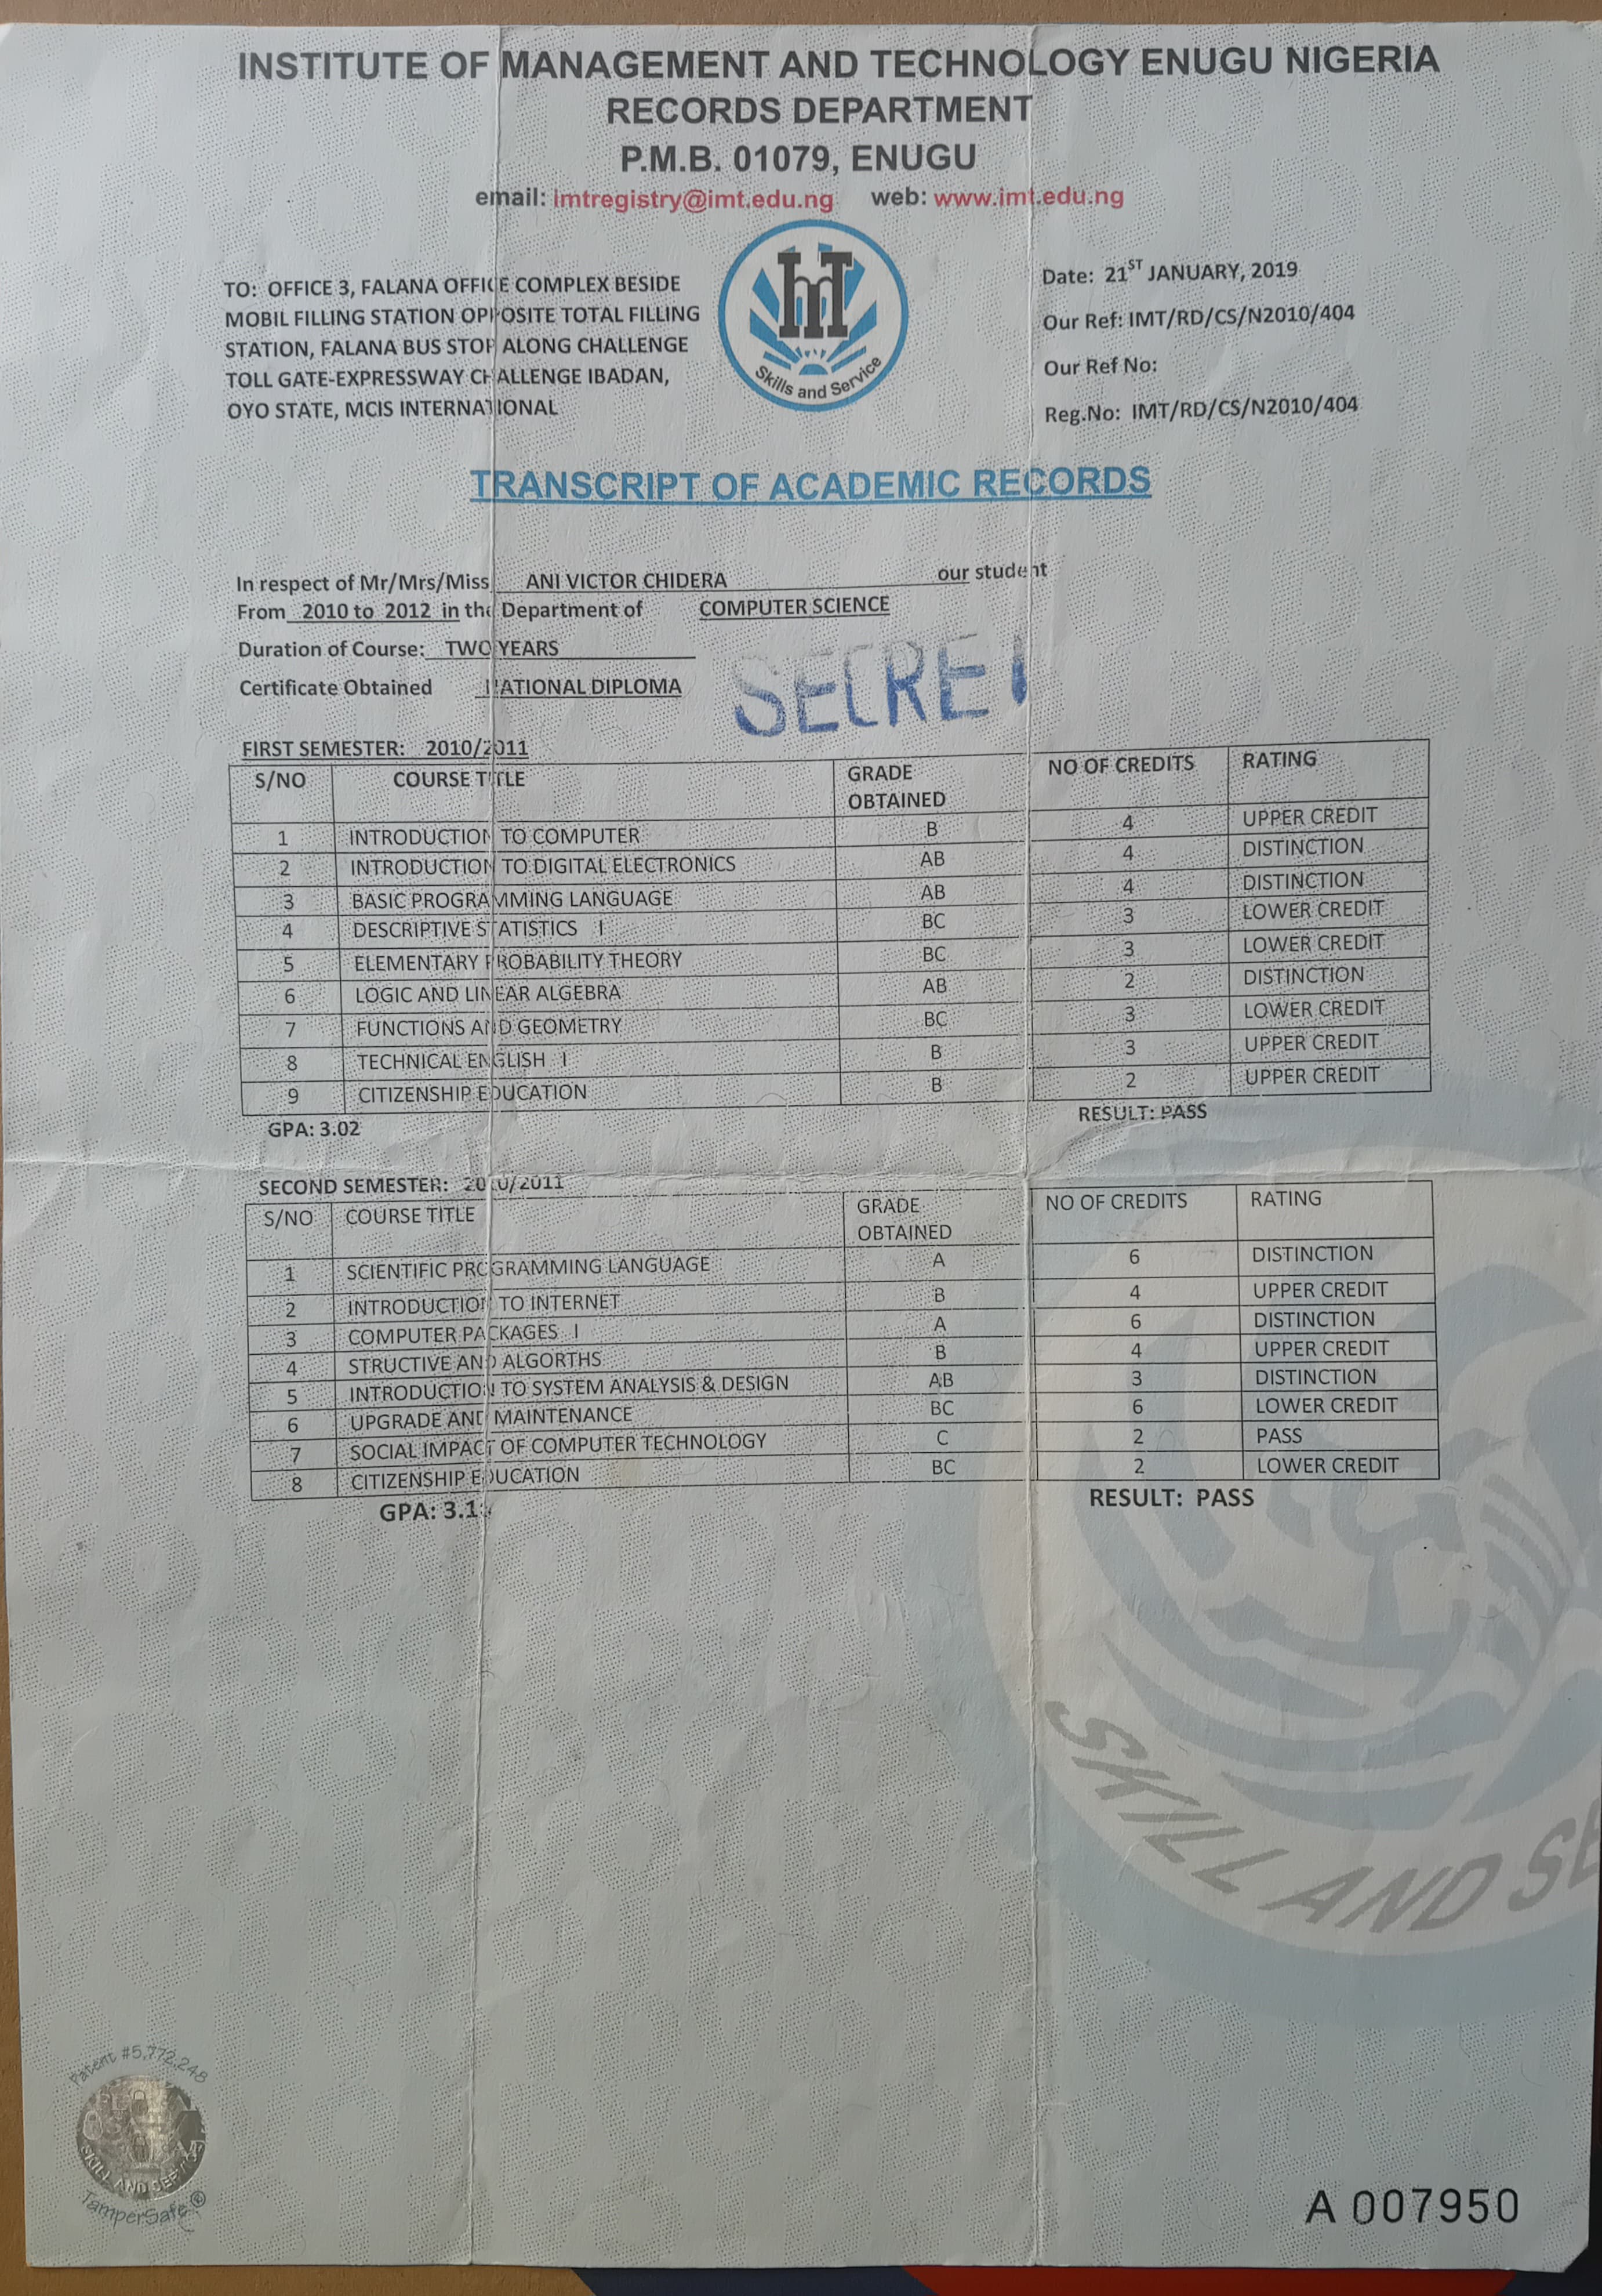 INSTITUTE OF MANAGEMENT AND TECHNOLOGY ENUGU NIGERIA
RECORDS DEPARTMENT
P.M.B. 01079, ENUGU
email: imtregistry@imt.edu.ng web: www.imt.edu.ng
TO: OFFICE 3, FALANA OFFICE COMPLEX BESIDE
MOBIL FILLING STATION OPPOSITE TOTAL FILLING
STATION, FALANA BUS STOP ALONG CHALLENGE
TOLL GATE-EXPRESSWAY CHALLENGE IBADAN,
OYO STATE, MCIS INTERNATIONAL
IMT
Skills and Service
Date: 21ST JANUARY, 2019
Our Ref: IMT/RD/CS/N2010/404
Our Ref No:
Reg.No: IMT/RD/CS/N2010/404
TRANSCRIPT OF ACADEMIC RECORDS
In respect of Mr/Mrs/Miss ANI VICTOR CHIDERA our student
From 2010 to 2012 in the Department of COMPUTER SCIENCE
Duration of Course: TWO YEARS
Certificate Obtained NATIONAL DIPLOMA
SECRET
FIRST SEMESTER: 2010/2011
S/NO COURSE TITLE GRADE OBTAINED NO OF CREDITS RATING
1 INTRODUCTION TO COMPUTER B 4 UPPER CREDIT
2 INTRODUCTION TO DIGITAL ELECTRONICS AB 4 DISTINCTION
3 BASIC PROGRAMMING LANGUAGE AB 4 DISTINCTION
4 DESCRIPTIVE STATISTICS I BC 3 LOWER CREDIT
5 ELEMENTARY PROBABILITY THEORY BC 3 LOWER CREDIT
6 LOGIC AND LINEAR ALGEBRA AB 2 DISTINCTION
7 FUNCTIONS AND GEOMETRY BC 3 LOWER CREDIT
8 TECHNICAL ENGLISH I B 3 UPPER CREDIT
9 CITIZENSHIP EDUCATION B 2 UPPER CREDIT
GPA: 3.02 RESULT: PASS
SECOND SEMESTER: 2010/2011
S/NO COURSE TITLE GRADE OBTAINED NO OF CREDITS RATING
1 SCIENTIFIC PROGRAMMING LANGUAGE A 6 DISTINCTION
2 INTRODUCTION TO INTERNET B 4 UPPER CREDIT
3 COMPUTER PACKAGES I A 6 DISTINCTION
4 STRUCTIVE AND ALGORTHS B 4 UPPER CREDIT
5 INTRODUCTION TO SYSTEM ANALYSIS & DESIGN AB 3 DISTINCTION
6 UPGRADE AND MAINTENANCE BC 6 LOWER CREDIT
7 SOCIAL IMPACT OF COMPUTER TECHNOLOGY C 2 PASS
8 CITIZENSHIP EDUCATION BC 2 LOWER CREDIT
GPA: RESULT: PASS
SKILL AND SE
Patent #5,772,248
SKILL AND SERVICE
TamperSafe®
A 007950